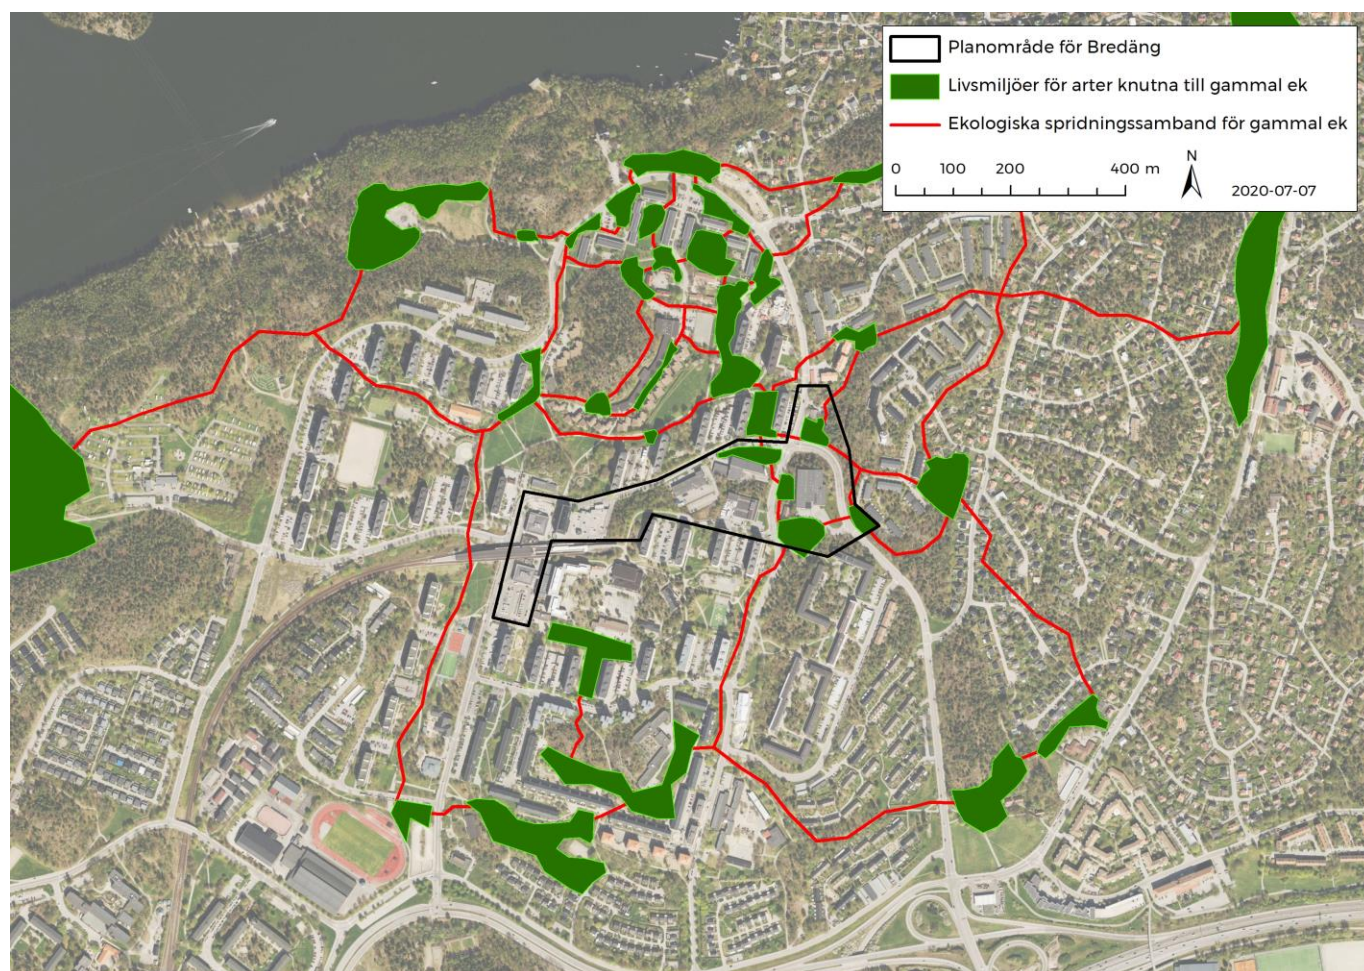 Planområde för Bredäng
Livsmiljöer för arter knutna till gammal ek
Ekologiska spridningssamband för gammal ek
0 100 200 400 m
N
2020-07-07